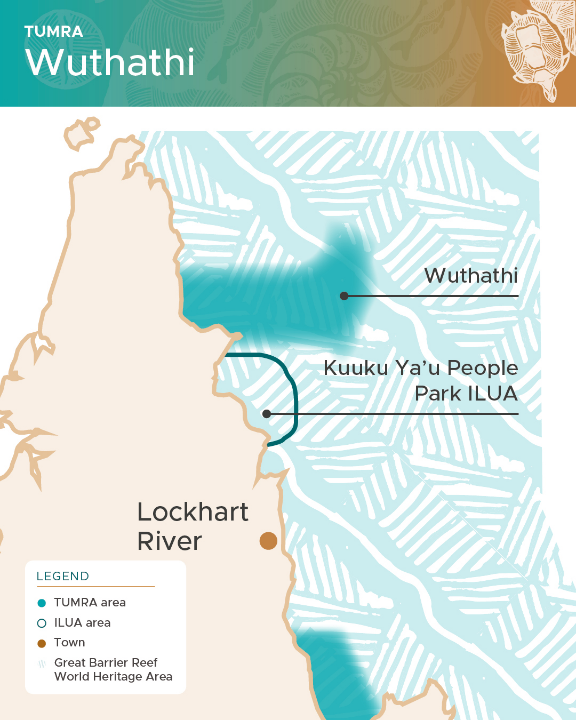 TUMRA
Wuthathi
Wuthathi
Kuuku Ya'u People
Park ILUA
Lockhart
River
LEGEND
TUMRA area
ILUA area
Town
Great Barrier Reef
World Heritage Area